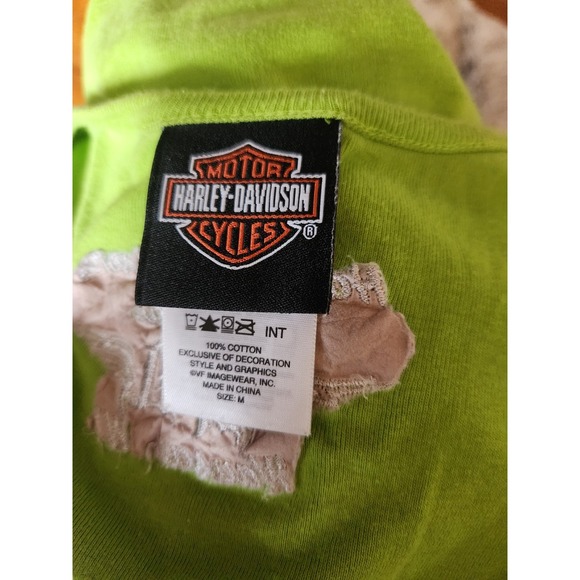 MOTOR
HARLEY-DAVIDSON
CYCLES
®
INT
100% COTTON
EXCLUSIVE OF DECORATION
STYLE AND GRAPHICS
©VF IMAGEWEAR, INC.
MADE IN CHINA
SIZE: M